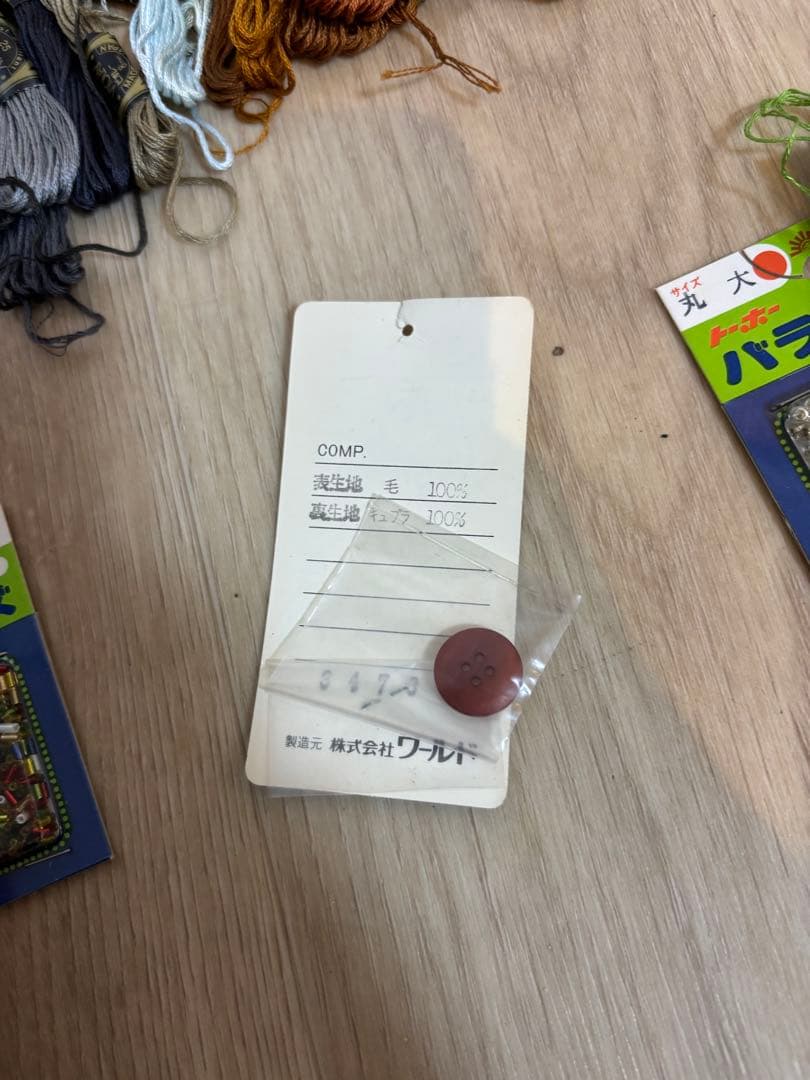 COMP.
表生地 毛 100%
裏生地 キュプラ 100%
製造元 株式会社ワールド
サイズ
丸 大
トーホー
バラ
25